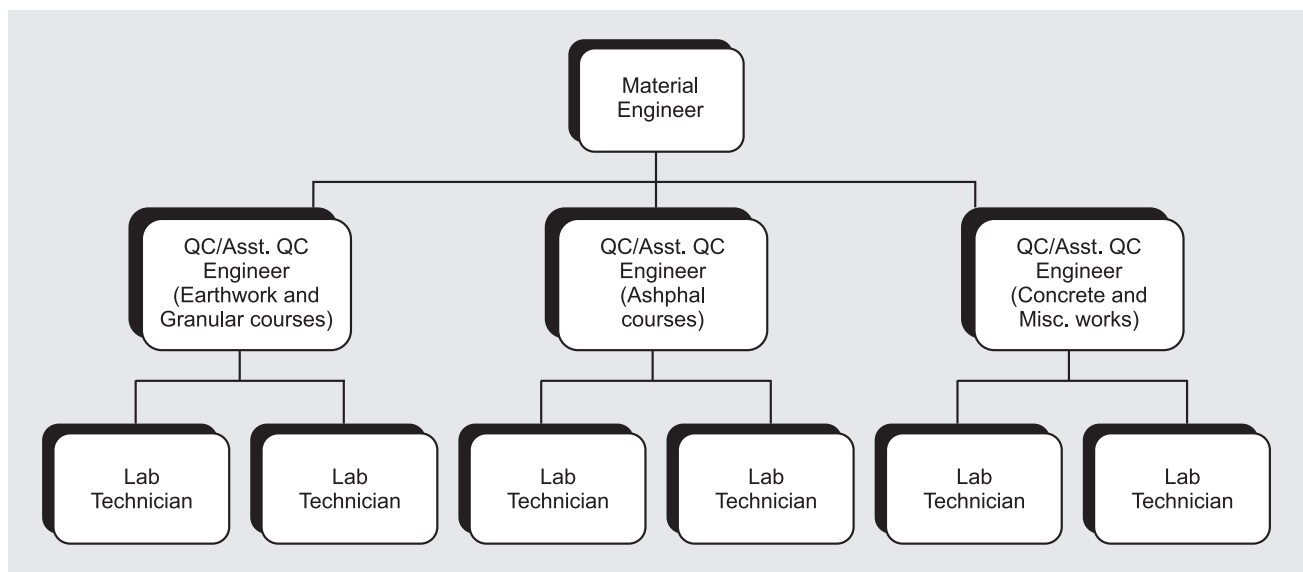 Material
Engineer
QC/Asst. QC
Engineer
(Earthwork and
Granular courses)
QC/Asst. QC
Engineer
(Ashphal
courses)
QC/Asst. QC
Engineer
(Concrete and
Misc. works)
Lab
Technician
Lab
Technician
Lab
Technician
Lab
Technician
Lab
Technician
Lab
Technician